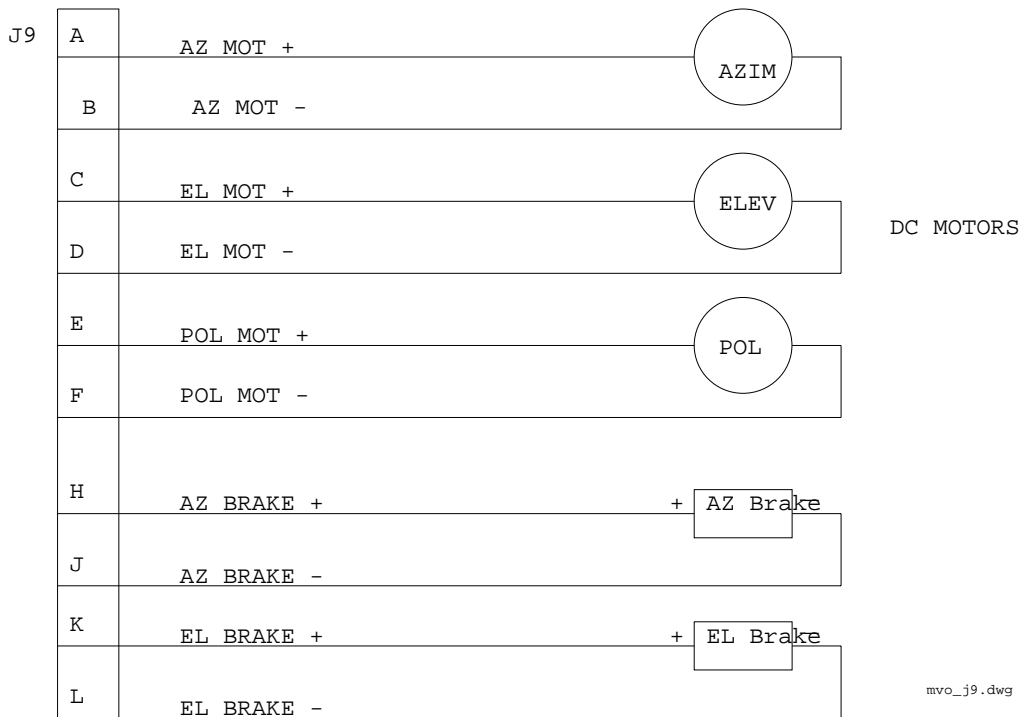 J9
A
AZ MOT +
AZIM
B
AZ MOT -
C
EL MOT +
ELEV
DC MOTORS
D
EL MOT -
E
POL MOT +
POL
F
POL MOT -
H
AZ BRAKE +
+ AZ Brake -
J
AZ BRAKE -
K
EL BRAKE +
+ EL Brake -
L
EL BRAKE -
mvo_j9.dwg